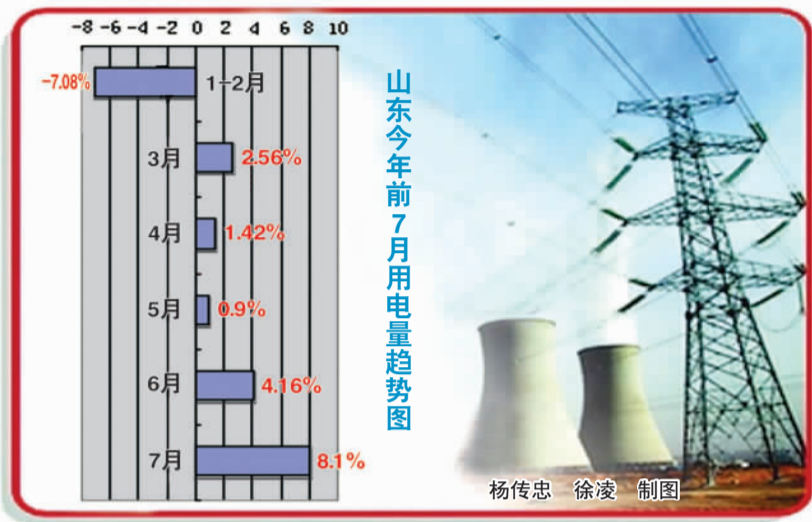 -8 -6 -4 -2 0 2 4 6 8 10
-7.08% 1-2月
3月 2.56%
4月 1.42%
5月 0.9%
6月 4.16%
7月 8.1%
山东今年前7月用电量趋势图
杨传忠 徐凌 制图